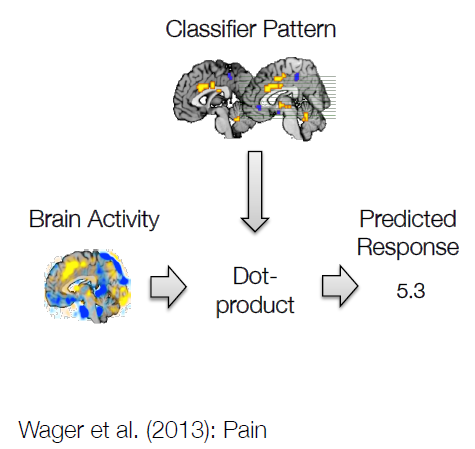 Classifier Pattern
Brain Activity
Dot-
product
Predicted
Response
5.3
Wager et al. (2013): Pain